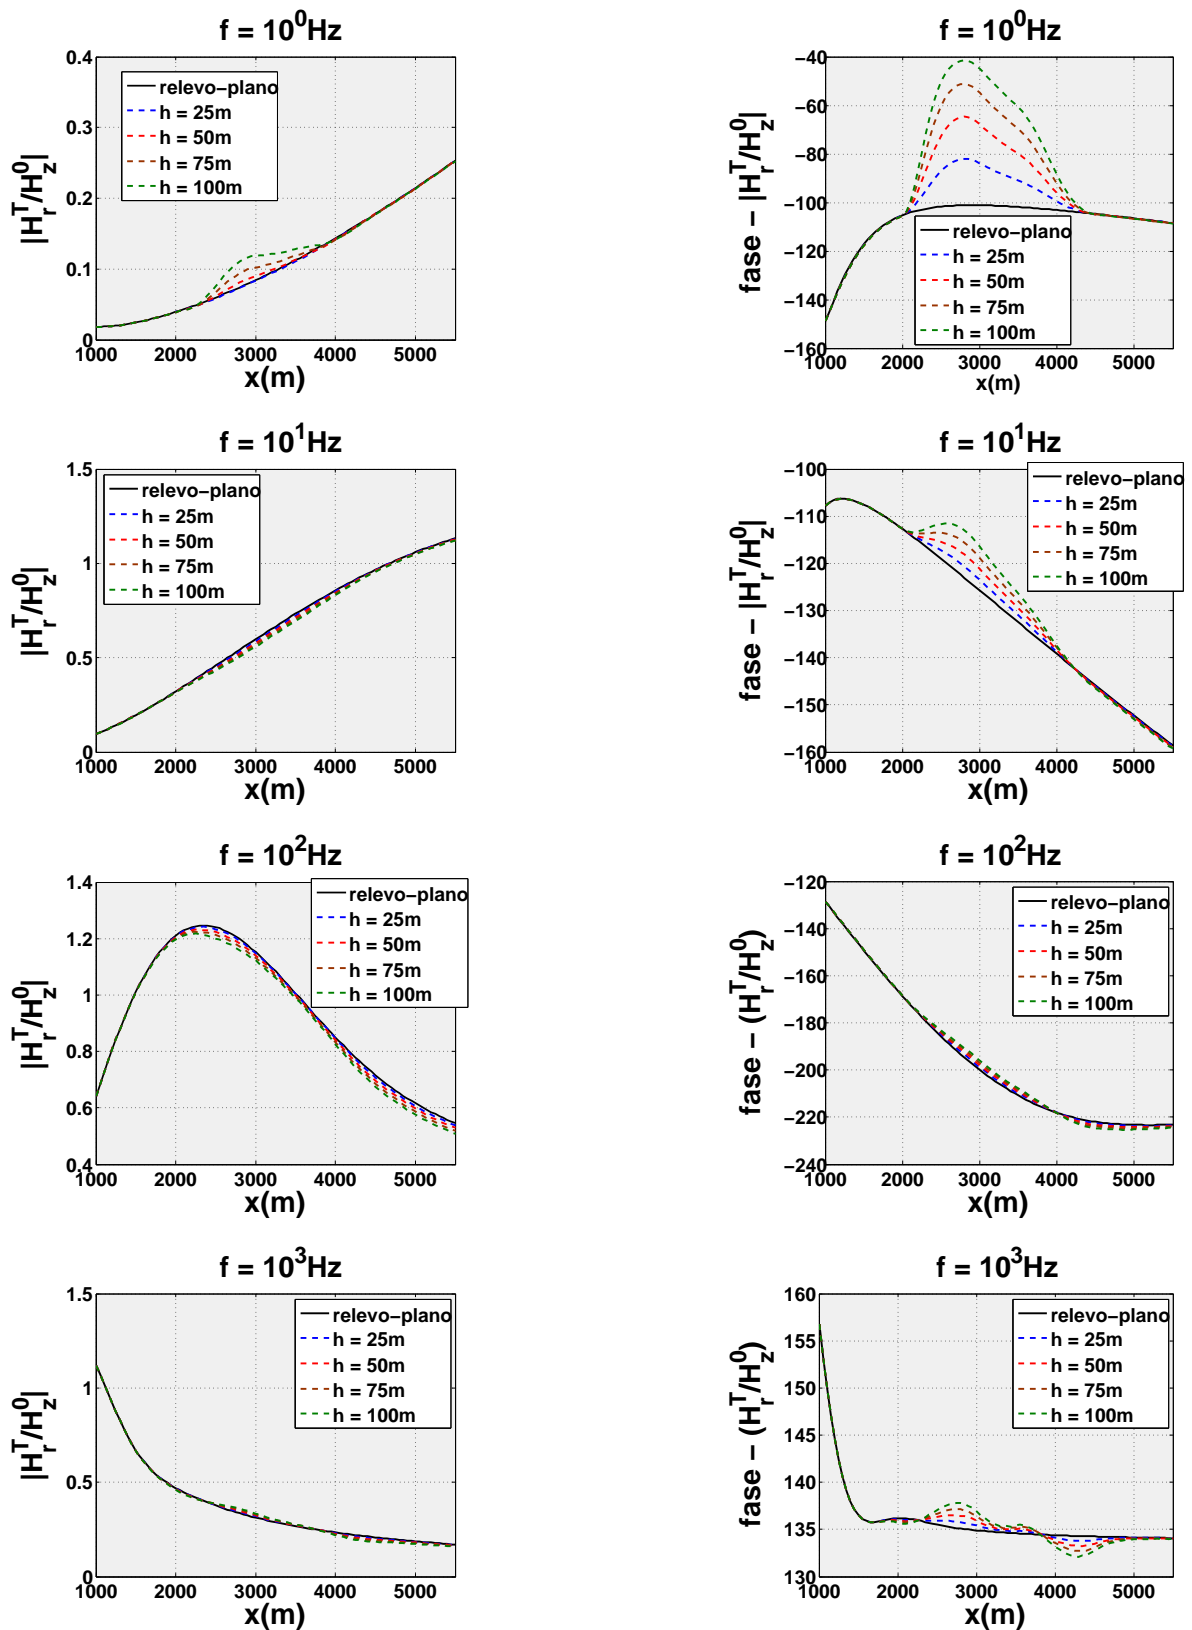 f = 10^0Hz
|H_r^T/H_z^0|
0.4
0.3
0.2
0.1
0
relevo−plano
h = 25m
h = 50m
h = 75m
h = 100m
1000 2000 3000 4000 5000
x(m)
f = 10^0Hz
fase − |H_r^T/H_z^0|
−40
−60
−80
−100
−120
−140
−160
relevo−plano
h = 25m
h = 50m
h = 75m
h = 100m
1000 2000 3000 4000 5000
x(m)
f = 10^1Hz
|H_r^T/H_z^0|
1.5
1
0.5
0
relevo−plano
h = 25m
h = 50m
h = 75m
h = 100m
1000 2000 3000 4000 5000
x(m)
f = 10^1Hz
fase − |H_r^T/H_z^0|
−100
−110
−120
−130
−140
−150
−160
relevo−plano
h = 25m
h = 50m
h = 75m
h = 100m
1000 2000 3000 4000 5000
x(m)
f = 10^2Hz
|H_r^T/H_z^0|
1.4
1.2
1
0.8
0.6
0.4
relevo−plano
h = 25m
h = 50m
h = 75m
h = 100m
1000 2000 3000 4000 5000
x(m)
f = 10^2Hz
fase − (H_r^T/H_z^0)
−120
−140
−160
−180
−200
−220
−240
relevo−plano
h = 25m
h = 50m
h = 75m
h = 100m
1000 2000 3000 4000 5000
x(m)
f = 10^3Hz
|H_r^T/H_z^0|
1.5
1
0.5
0
relevo−plano
h = 25m
h = 50m
h = 75m
h = 100m
1000 2000 3000 4000 5000
x(m)
f = 10^3Hz
fase − (H_r^T/H_z^0)
160
155
150
145
140
135
130
relevo−plano
h = 25m
h = 50m
h = 75m
h = 100m
1000 2000 3000 4000 5000
x(m)